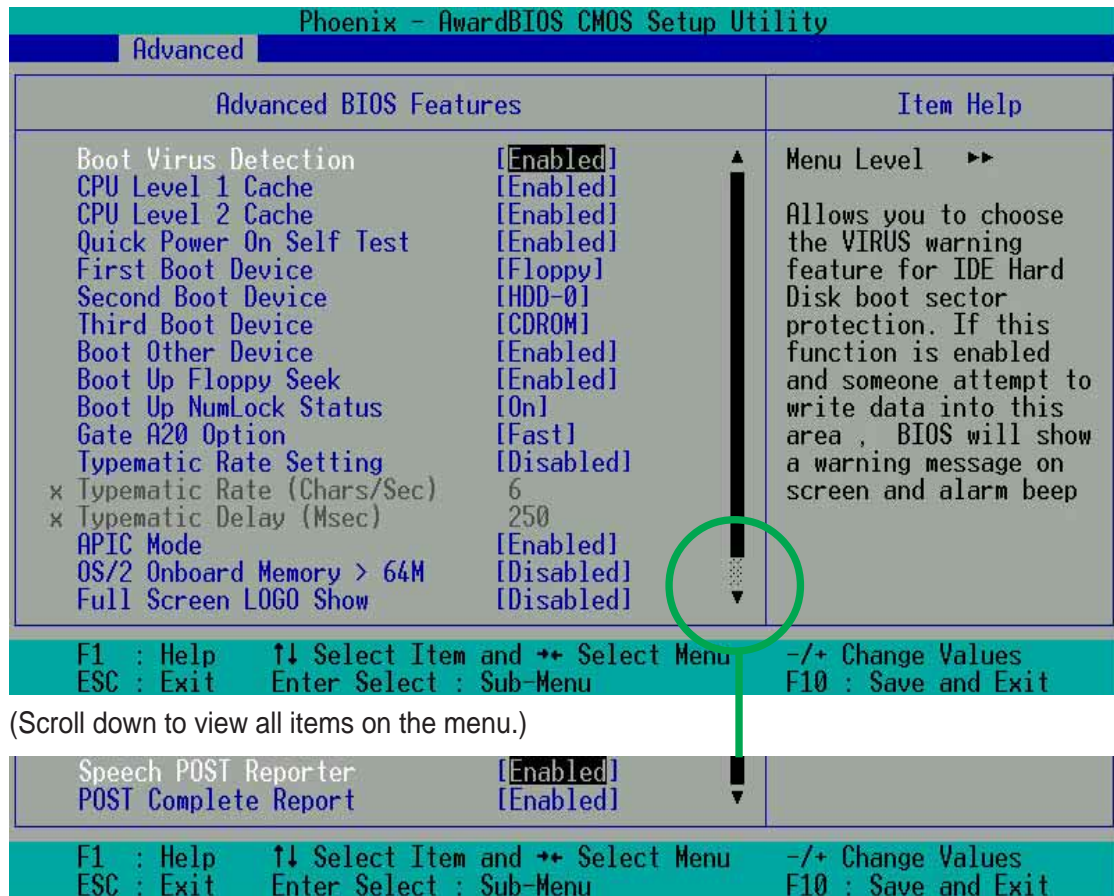 Phoenix - AwardBIOS CMOS Setup Utility
Advanced
Advanced BIOS Features
Item Help
Boot Virus Detection [Enabled]
CPU Level 1 Cache [Enabled]
CPU Level 2 Cache [Enabled]
Quick Power On Self Test [Enabled]
First Boot Device [Floppy]
Second Boot Device [HDD-0]
Third Boot Device [CDROM]
Boot Other Device [Enabled]
Boot Up Floppy Seek [Enabled]
Boot Up NumLock Status [On]
Gate A20 Option [Fast]
Typematic Rate Setting [Disabled]
x Typematic Rate (Chars/Sec) 6
x Typematic Delay (Msec) 250
APIC Mode [Enabled]
OS/2 Onboard Memory > 64M [Disabled]
Full Screen LOGO Show [Disabled]
Menu Level ▸▸
Allows you to choose
the VIRUS warning
feature for IDE Hard
Disk boot sector
protection. If this
function is enabled
and someone attempt to
write data into this
area , BIOS will show
a warning message on
screen and alarm beep
F1 : Help ↑↓ Select Item and →← Select Menu -/+ Change Values
ESC : Exit Enter Select : Sub-Menu F10 : Save and Exit
(Scroll down to view all items on the menu.)
Speech POST Reporter [Enabled]
POST Complete Report [Enabled]
F1 : Help ↑↓ Select Item and →← Select Menu -/+ Change Values
ESC : Exit Enter Select : Sub-Menu F10 : Save and Exit